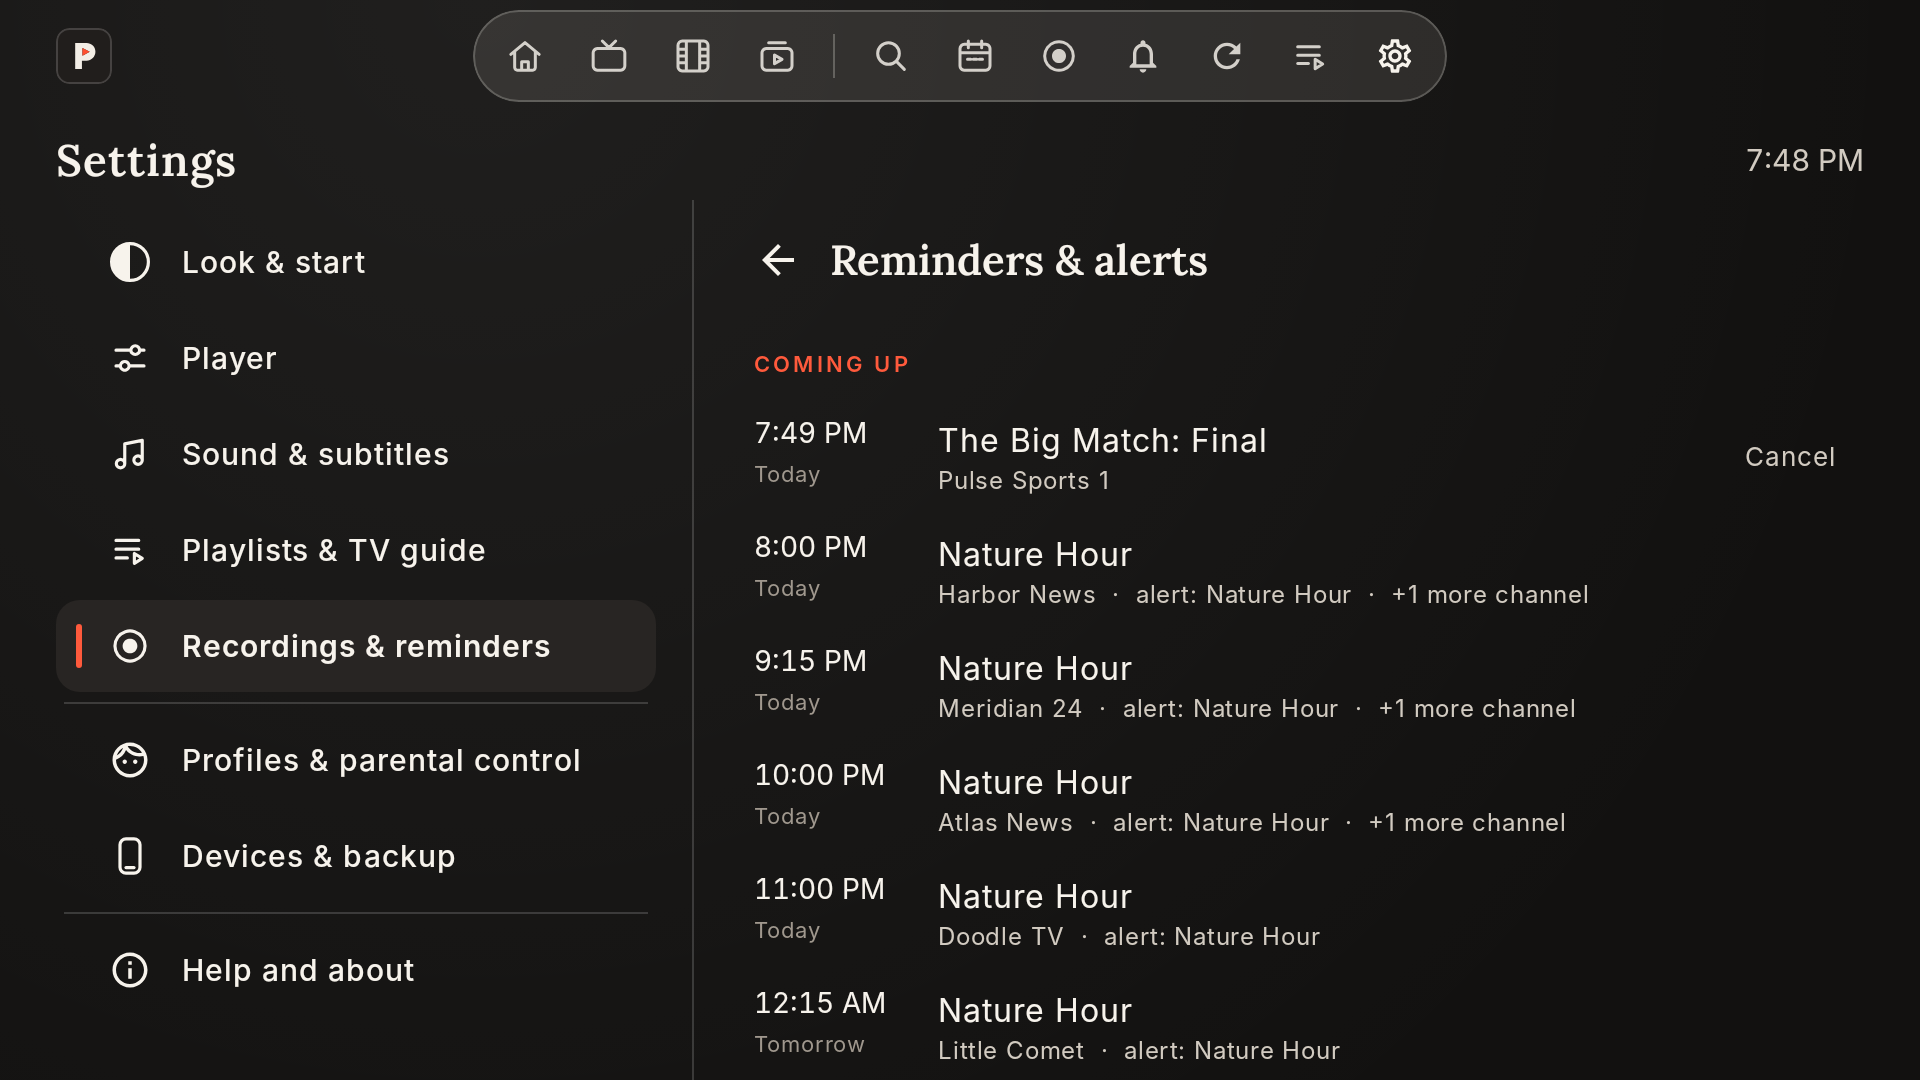 P
Settings
7:48 PM
Look & start
Player
Sound & subtitles
Playlists & TV guide
Recordings & reminders
Profiles & parental control
Devices & backup
Help and about
Reminders & alerts
COMING UP
7:49 PM
Today
The Big Match: Final
Pulse Sports 1
Cancel
8:00 PM
Today
Nature Hour
Harbor News · alert: Nature Hour · +1 more channel
9:15 PM
Today
Nature Hour
Meridian 24 · alert: Nature Hour · +1 more channel
10:00 PM
Today
Nature Hour
Atlas News · alert: Nature Hour · +1 more channel
11:00 PM
Today
Nature Hour
Doodle TV · alert: Nature Hour
12:15 AM
Tomorrow
Nature Hour
Little Comet · alert: Nature Hour